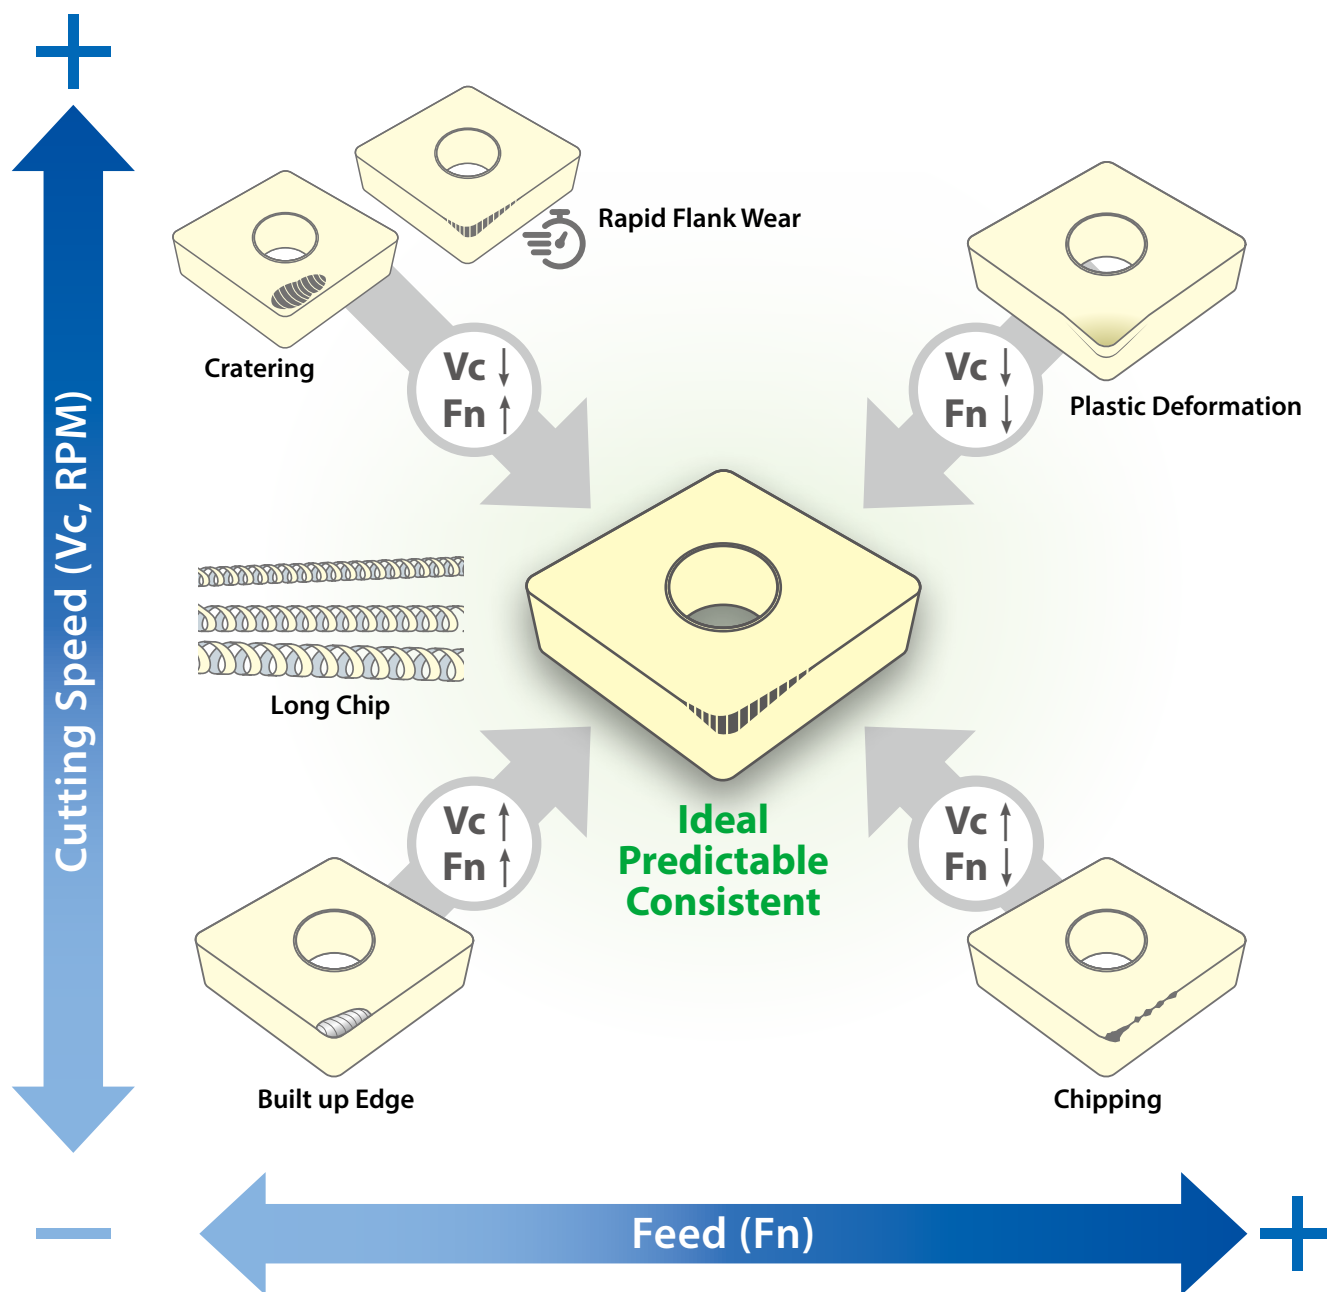 +
Rapid Flank Wear
Cratering
Vc ↓
Fn ↑
Vc ↓
Fn ↓
Plastic Deformation
Cutting Speed (Vc, RPM)
Long Chip
Ideal
Predictable
Consistent
Vc ↑
Fn ↑
Vc ↑
Fn ↓
Built up Edge
Chipping
—
Feed (Fn)
+